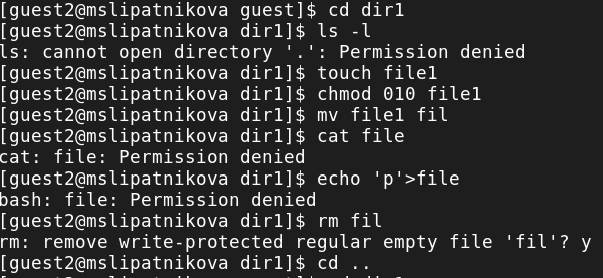 [guest2@mslipatnikova guest]$ cd dir1
[guest2@mslipatnikova dir1]$ ls -l
ls: cannot open directory '.': Permission denied
[guest2@mslipatnikova dir1]$ touch file1
[guest2@mslipatnikova dir1]$ chmod 010 file1
[guest2@mslipatnikova dir1]$ mv file1 fil
[guest2@mslipatnikova dir1]$ cat file
cat: file: Permission denied
[guest2@mslipatnikova dir1]$ echo 'p'>file
bash: file: Permission denied
[guest2@mslipatnikova dir1]$ rm fil
rm: remove write-protected regular empty file 'fil'? y
[guest2@mslipatnikova dir1]$ cd ..